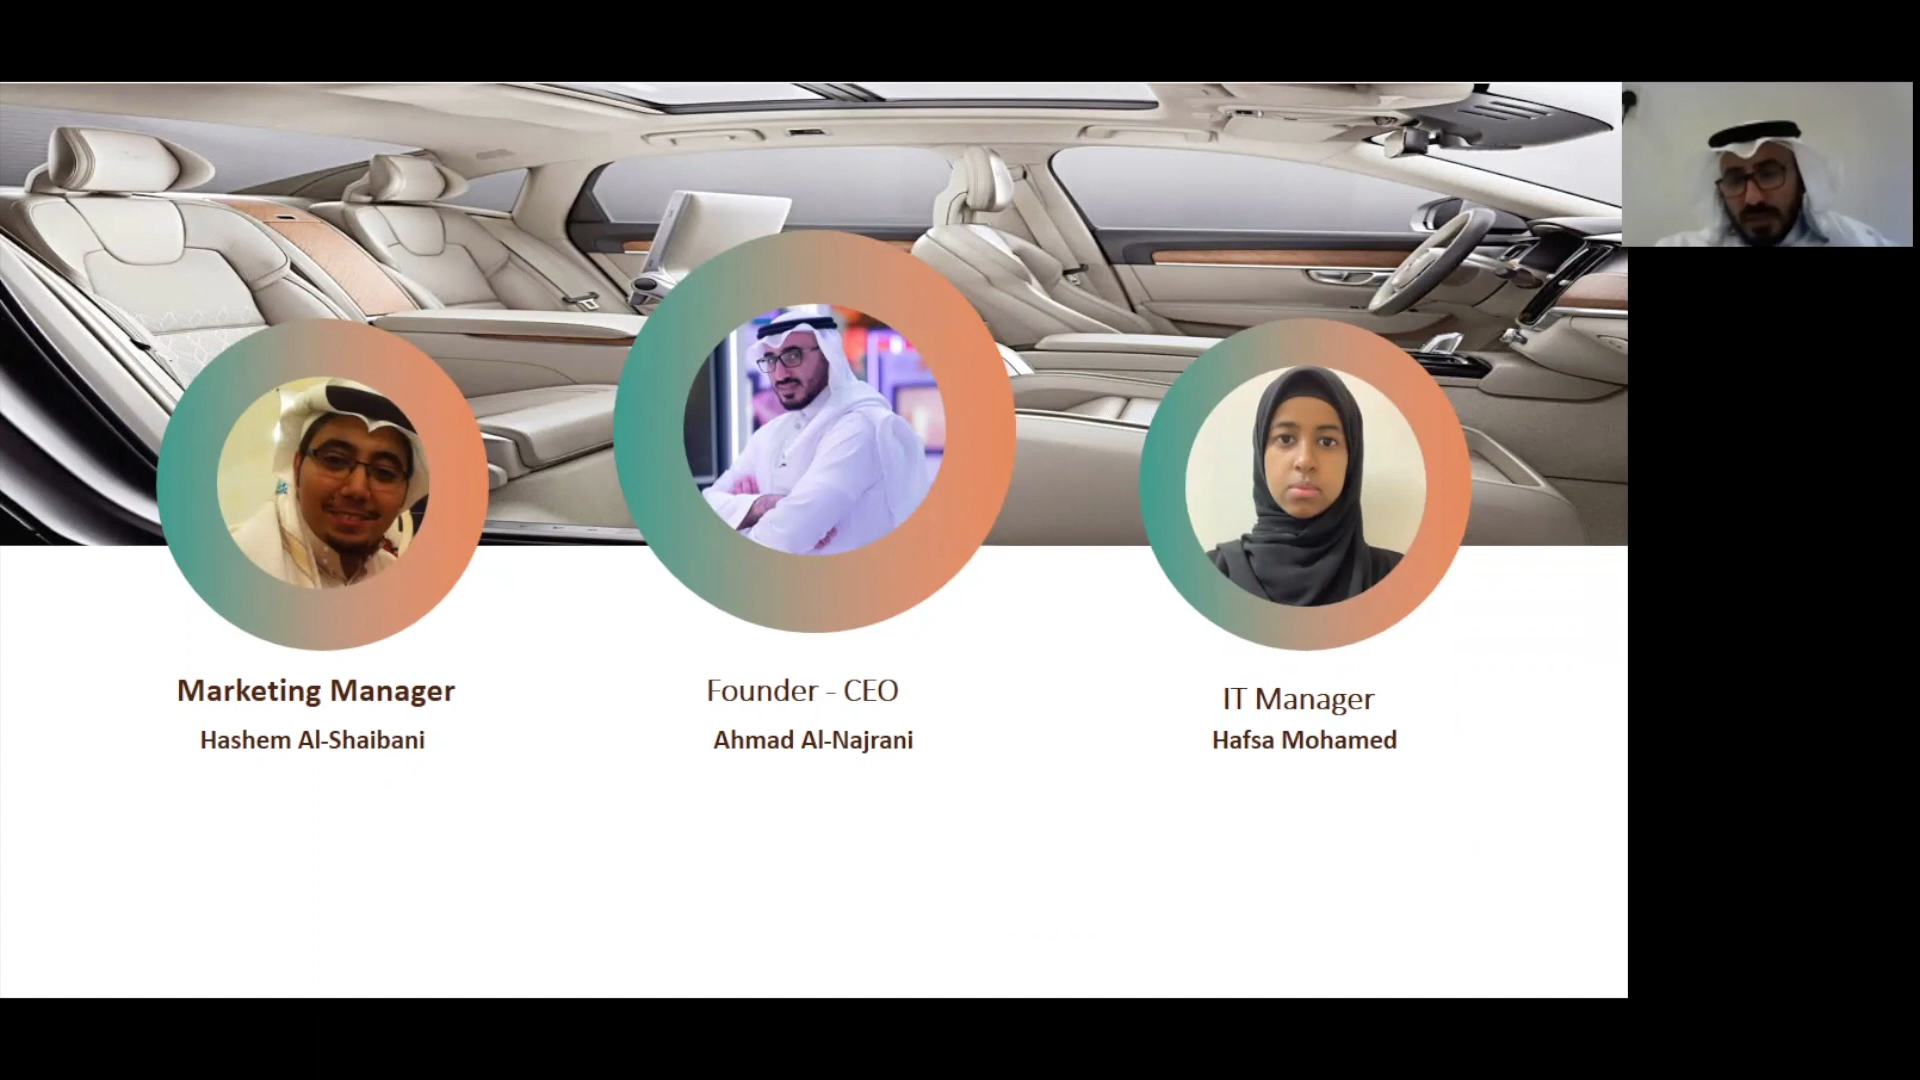 Marketing Manager
Hashem Al-Shaibani
Founder - CEO
Ahmad Al-Najrani
IT Manager
Hafsa Mohamed